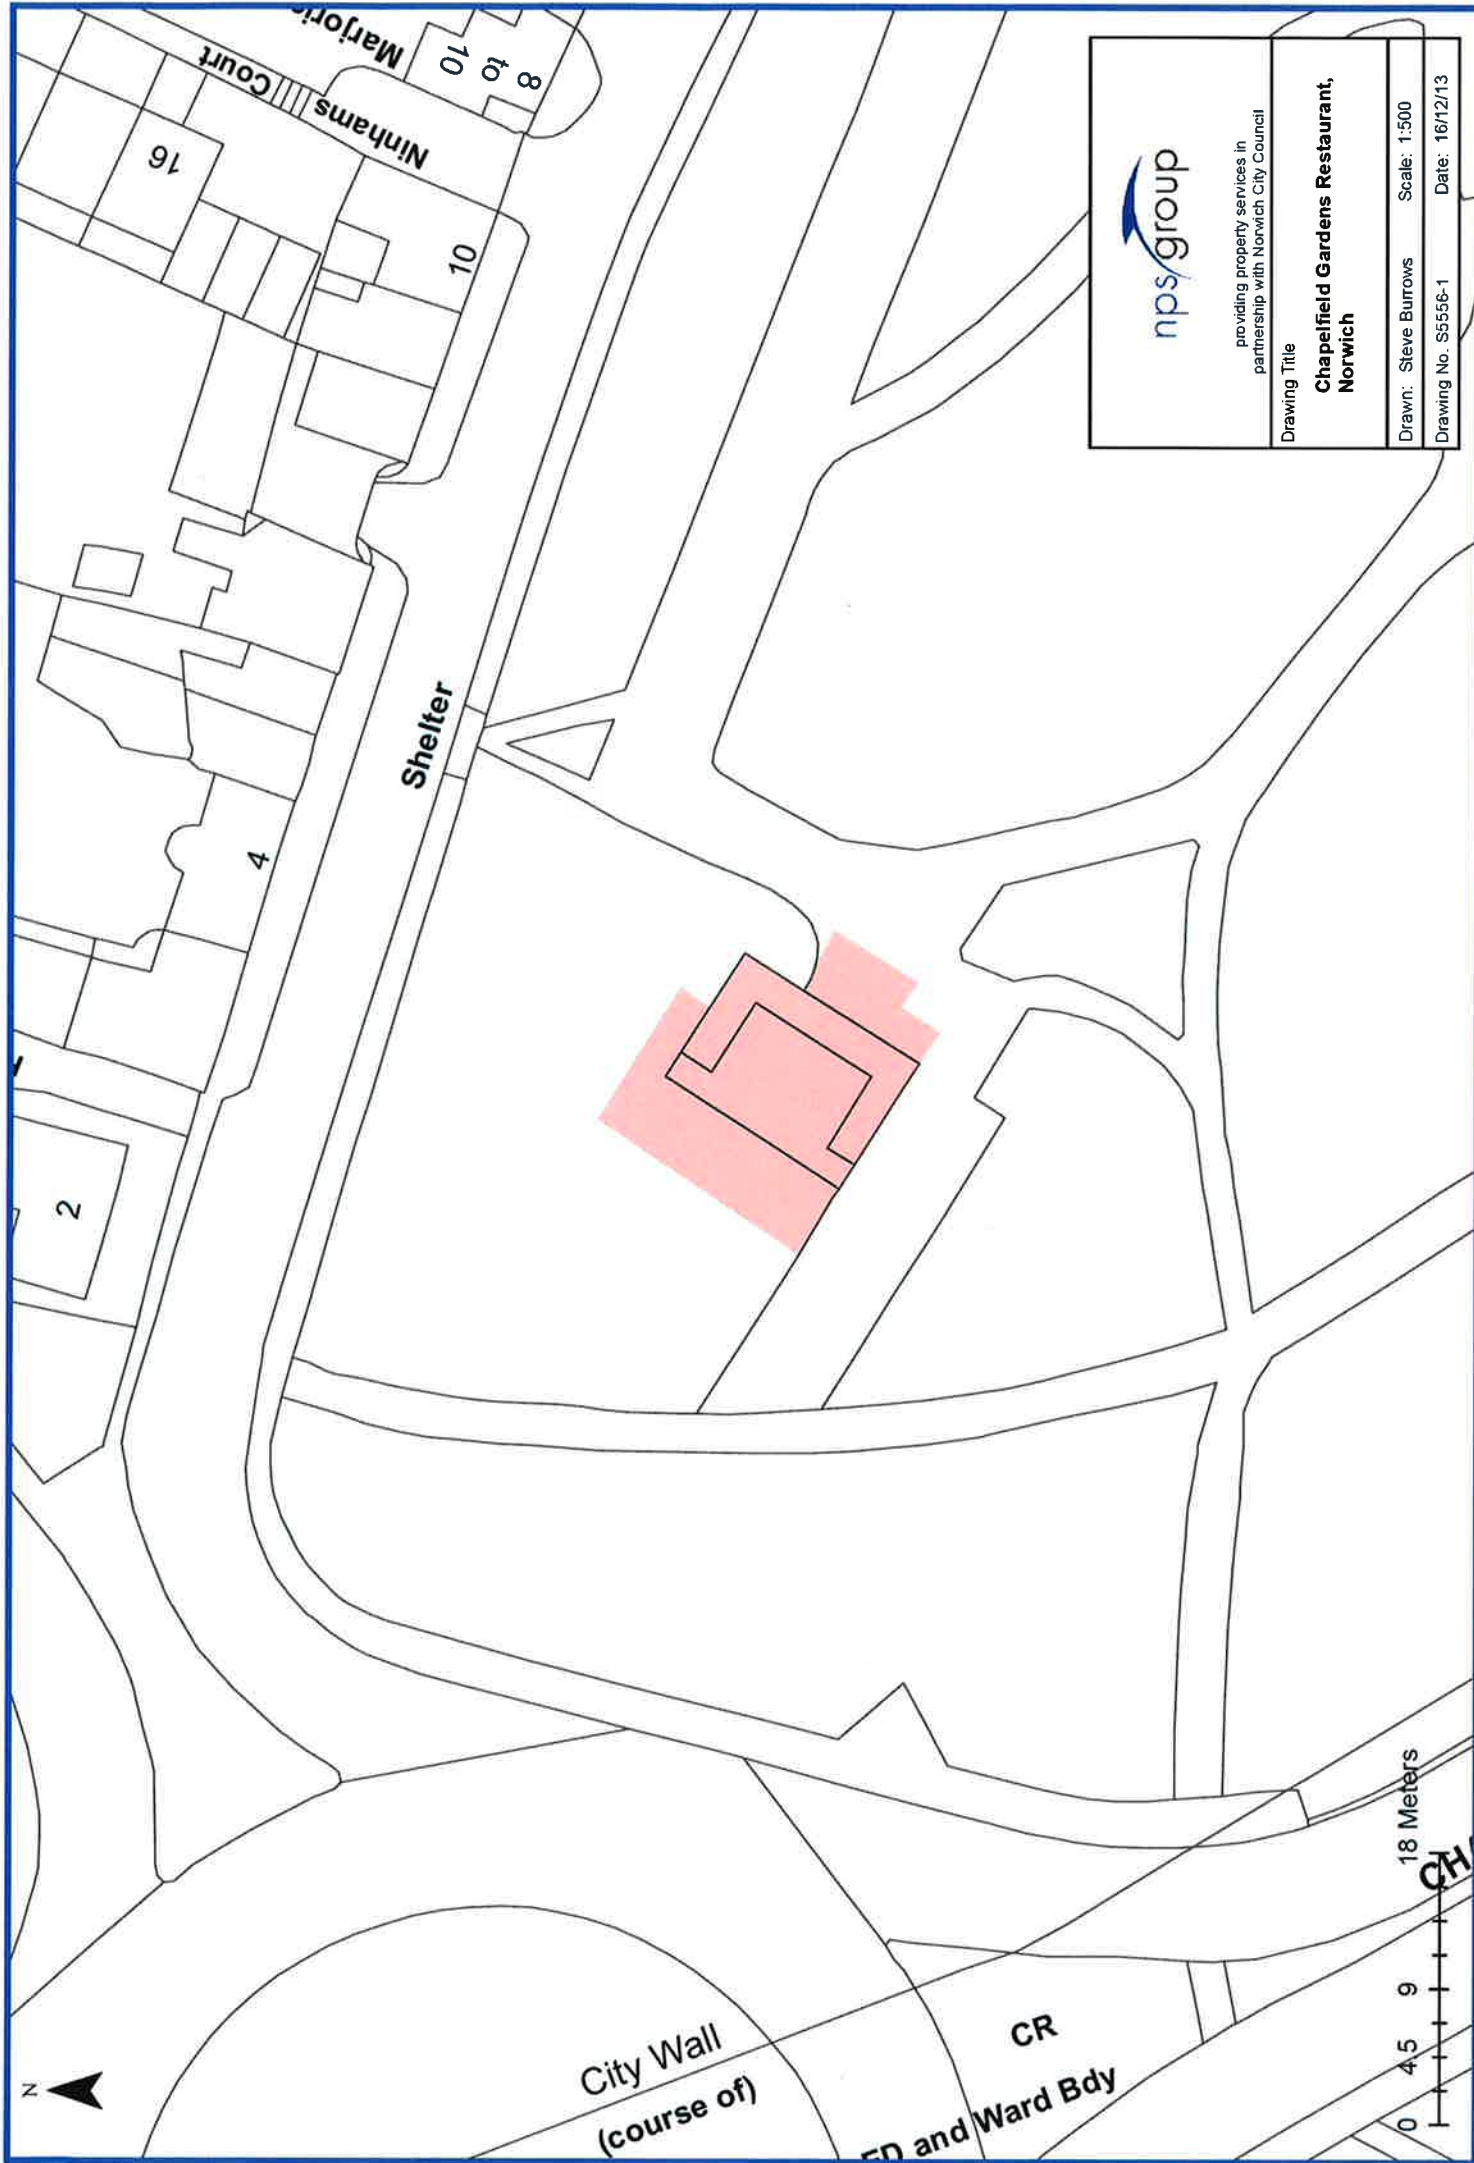 N
2
4
Shelter
10
16
Ninhams
Court
8
to
10
City Wall
(course of)
CR
and Ward Bdy
0 4.5 9 18 Meters
nps group
providing property services in
partnership with Norwich City Council
Drawing Title
Chapelfield Gardens Restaurant,
Norwich
Drawn: Steve Burrows Scale: 1:500
Drawing No. S5556-1 Date: 16/12/13